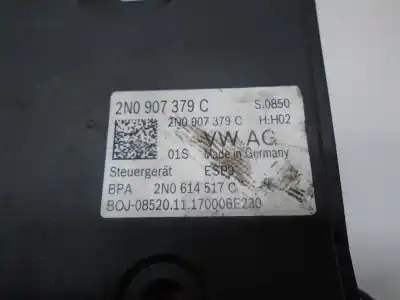 2N0 907 379 C S.0850
2N0 907 379 C H:H02
VW AG
01S Made in Germany
Steuergerät ESP9
BPA 2N0 614 517 C
BOJ-08520.11.170006E230